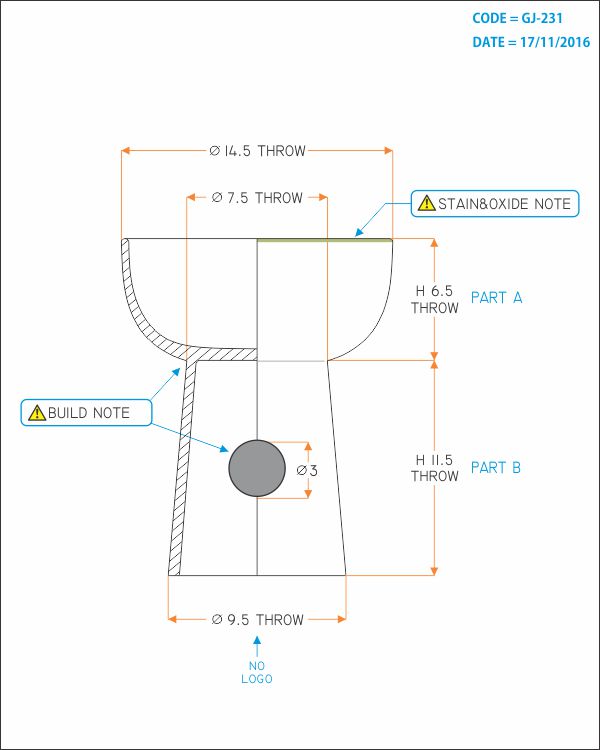 CODE = GJ-231
DATE = 17/11/2016
Ø 14.5 THROW
Ø 7.5 THROW
STAIN&OXIDE NOTE
H 6.5
THROW
PART A
BUILD NOTE
Ø3
H 11.5
THROW
PART B
Ø 9.5 THROW
NO
LOGO